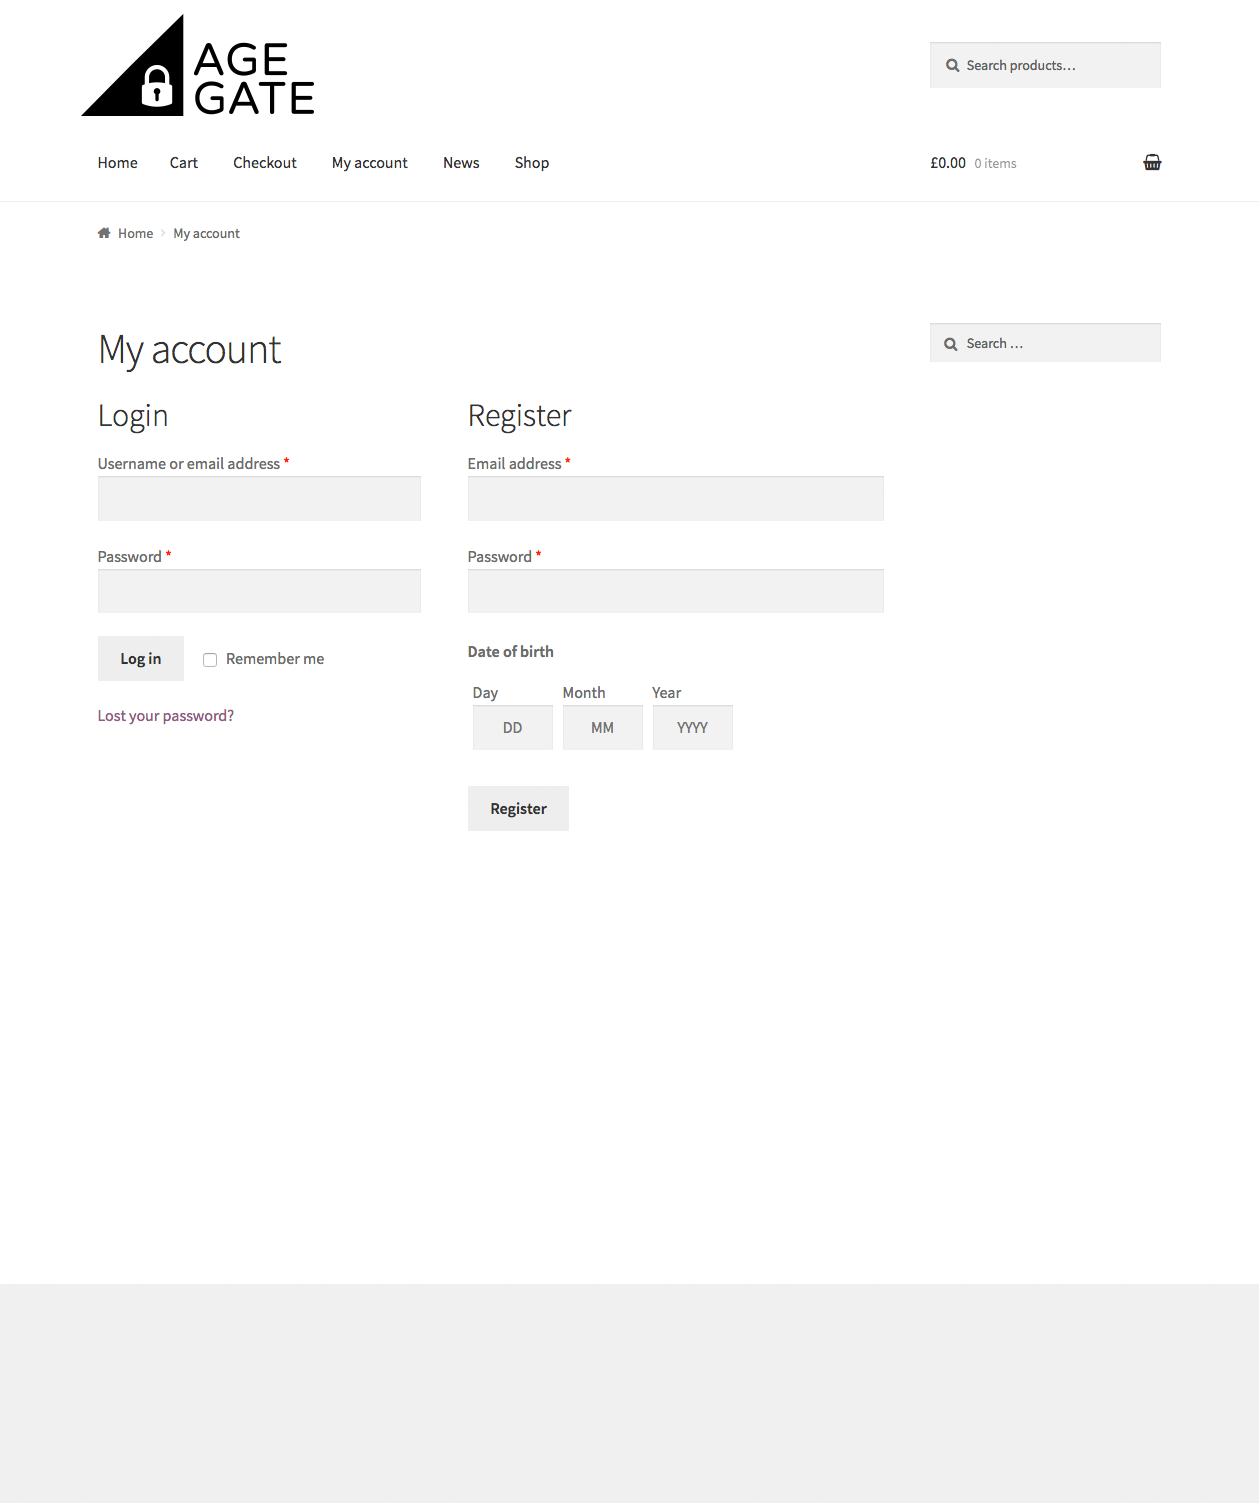 AGE
GATE
Search products…
Home Cart Checkout My account News Shop
£0.00 0 items
Home › My account
My account
Search …
Login
Username or email address *
Password *
Log in Remember me
Lost your password?
Register
Email address *
Password *
Date of birth
Day Month Year
DD MM YYYY
Register